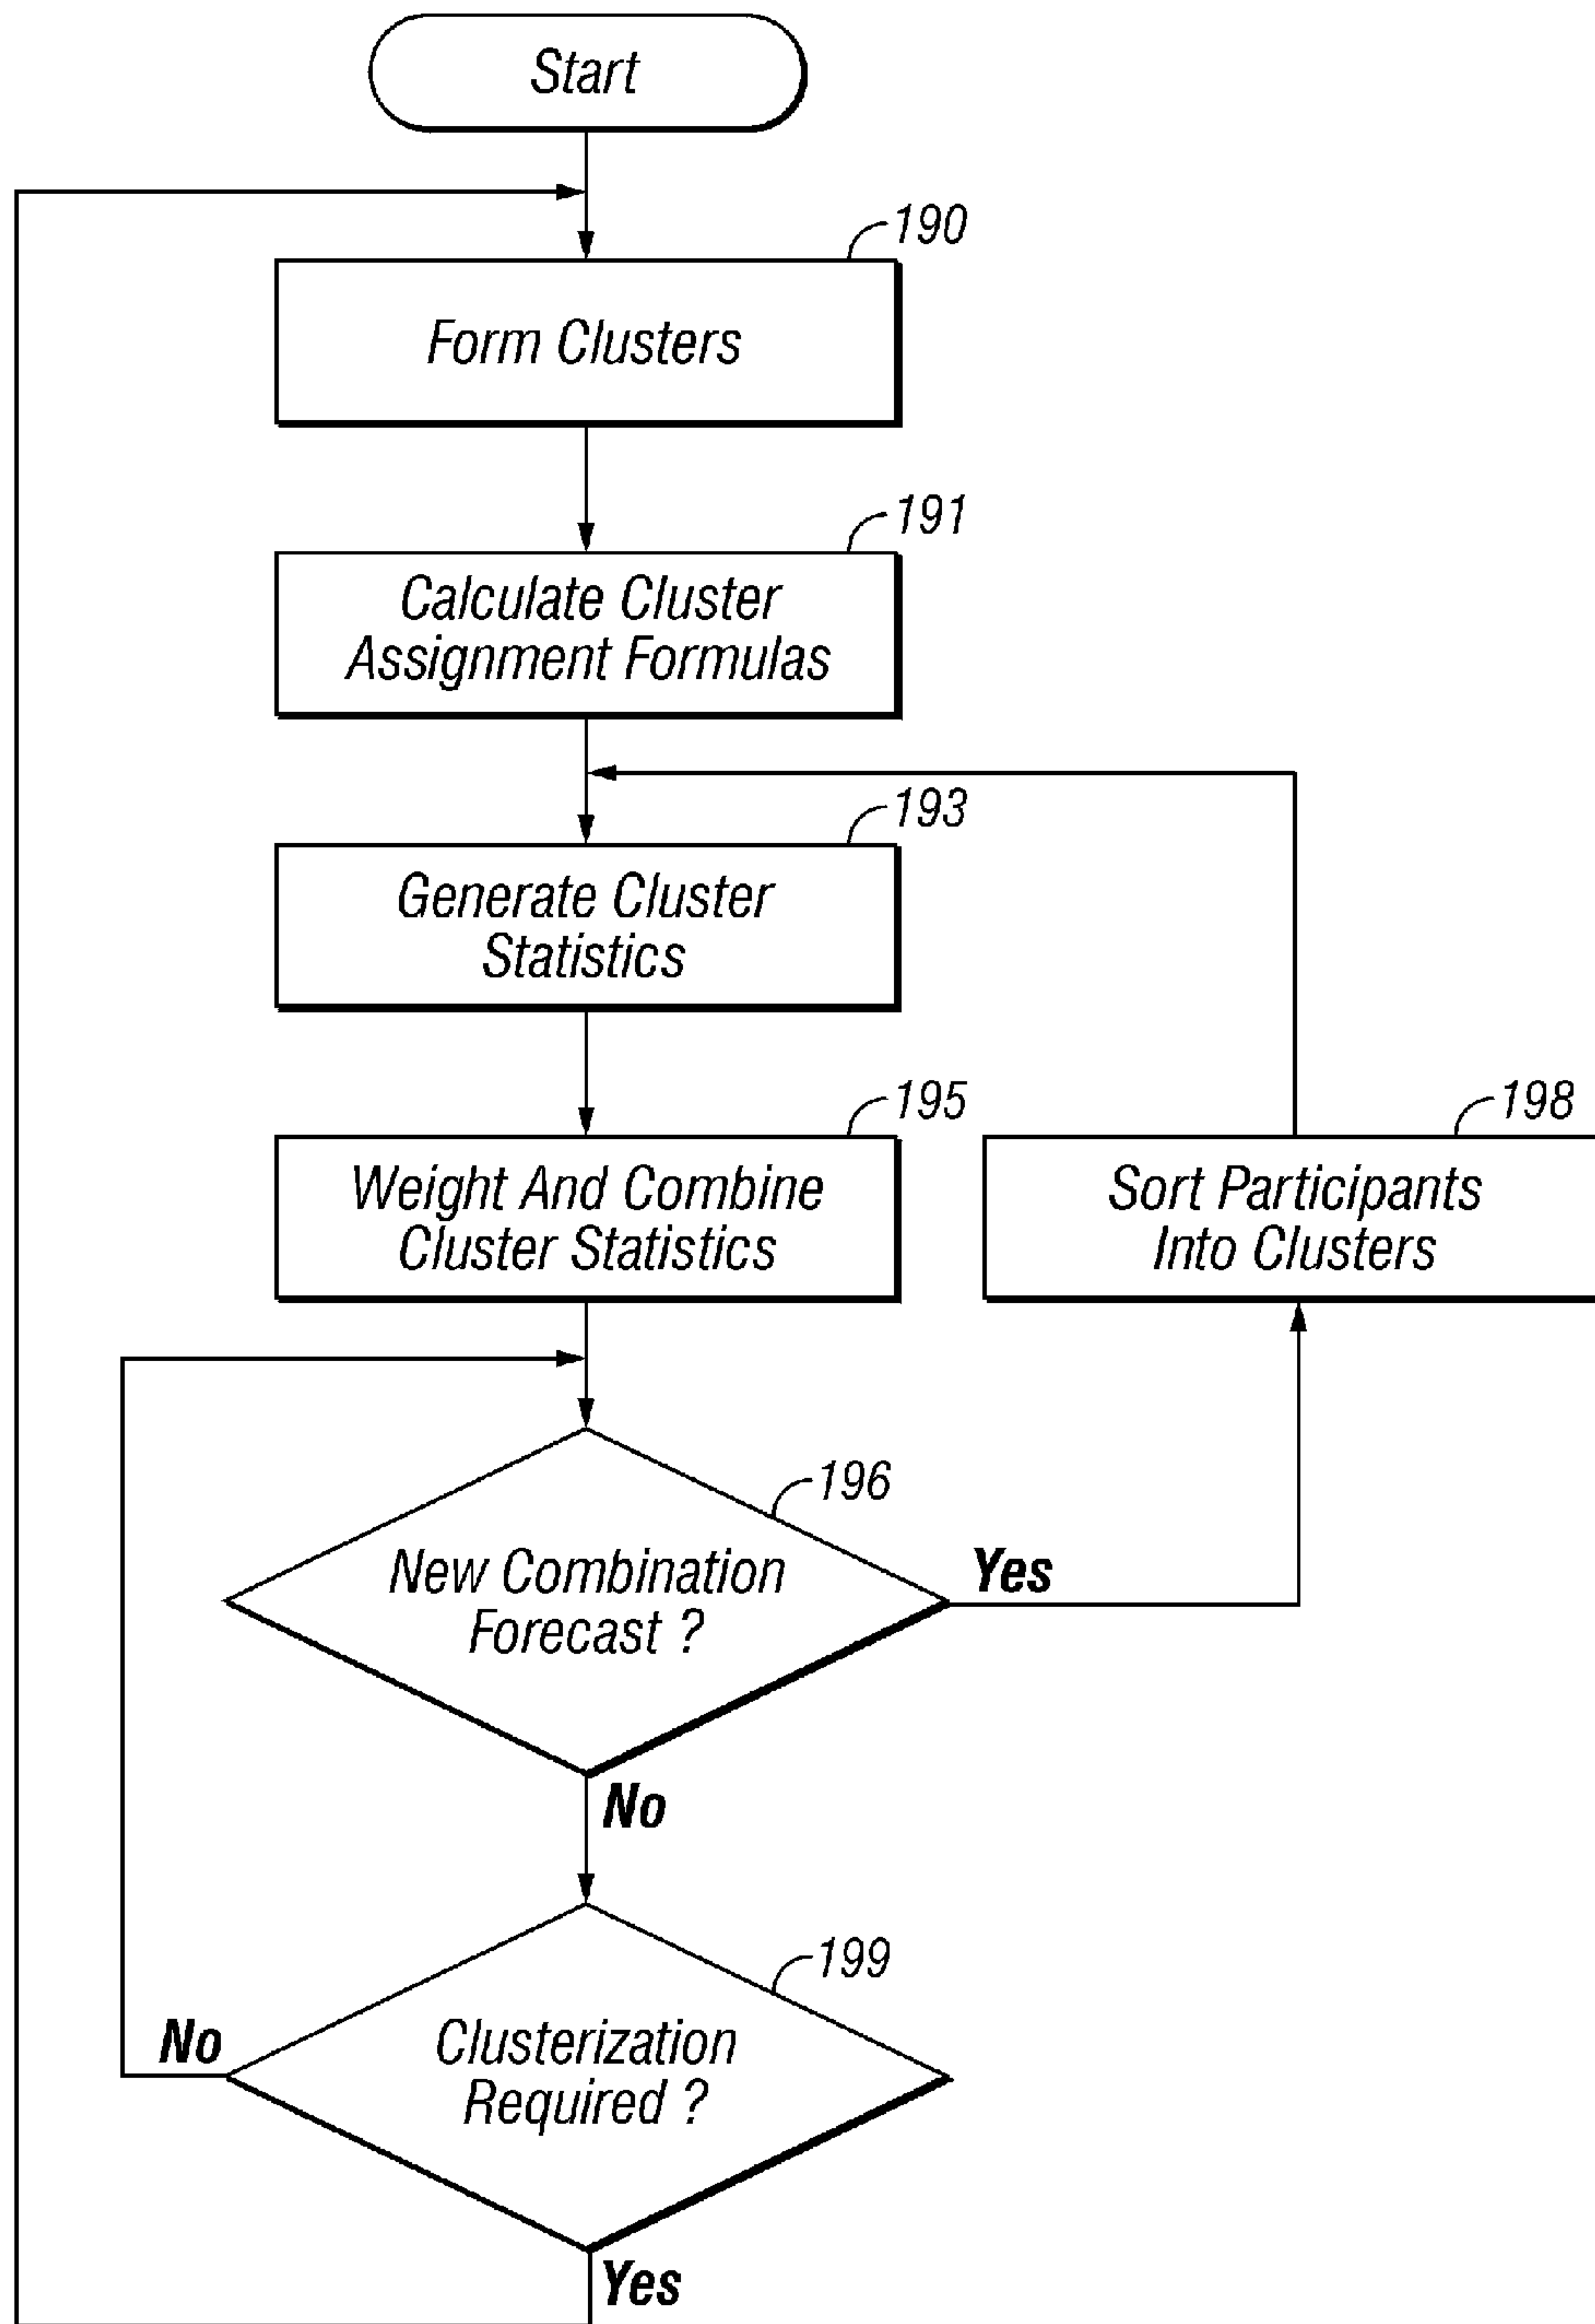 Start
190
Form Clusters
191
Calculate Cluster
Assignment Formulas
193
Generate Cluster
Statistics
195
Weight And Combine
Cluster Statistics
198
Sort Participants
Into Clusters
196
New Combination
Forecast ?
Yes
No
199
Clusterization
Required ?
No
Yes